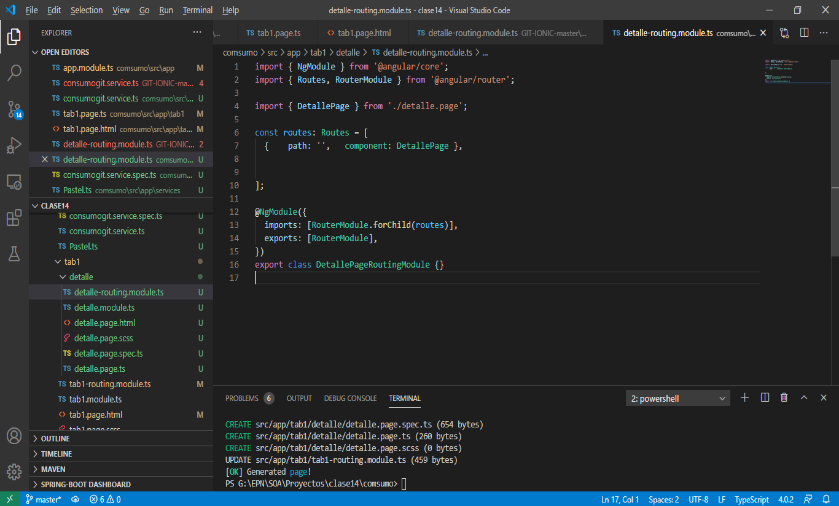 File Edit Selection View Go Run Terminal Help detalle-routing.module.ts - clase14 - Visual Studio Code
EXPLORER
OPEN EDITORS
TS app.module.ts comsumo\src\app M
TS consumogit.service.ts GIT-IONIC-ma... 4
TS consumogit.service.ts comsumo\src\... U
TS tab1.page.ts comsumo\src\app\tab1 M
<> tab1.page.html comsumo\src\app\ta... M
TS detalle-routing.module.ts GIT-IONIC... 2
TS detalle-routing.module.ts comsumo... U
TS consumogit.service.spec.ts comsum... U
TS Pastel.ts comsumo\src\app\services U
CLASE14
TS consumogit.service.spec.ts U
TS consumogit.service.ts U
TS Pastel.ts U
tab1
detalle
TS detalle-routing.module.ts U
TS detalle.module.ts U
<> detalle.page.html U
detalle.page.scss U
TS detalle.page.spec.ts U
TS detalle.page.ts U
TS tab1-routing.module.ts M
TS tab1.module.ts
<> tab1.page.html M
tab1.page.scss
OUTLINE
TIMELINE
MAVEN
SPRING-BOOT DASHBOARD
14
\... TS tab1.page.ts <> tab1.page.html TS detalle-routing.module.ts GIT-IONIC-master\... TS detalle-routing.module.ts comsumo\...
comsumo > src > app > tab1 > detalle > TS detalle-routing.module.ts > ...
1 import { NgModule } from '@angular/core';
2 import { Routes, RouterModule } from '@angular/router';
3
4 import { DetallePage } from './detalle.page';
5
6 const routes: Routes = [
7 { path: '', component: DetallePage },
8
9
10 ];
11
12 @NgModule({
13 imports: [RouterModule.forChild(routes)],
14 exports: [RouterModule],
15 })
16 export class DetallePageRoutingModule {}
17
PROBLEMS 6 OUTPUT DEBUG CONSOLE TERMINAL 2: powershell
CREATE src/app/tab1/detalle/detalle.page.spec.ts (654 bytes)
CREATE src/app/tab1/detalle/detalle.page.ts (260 bytes)
CREATE src/app/tab1/detalle/detalle.page.scss (0 bytes)
UPDATE src/app/tab1/tab1-routing.module.ts (459 bytes)
[OK] Generated page!
PS G:\EPN\SOA\Proyectos\clase14\comsumo>
master* 6 0 Ln 17, Col 1 Spaces: 2 UTF-8 LF TypeScript 4.0.2